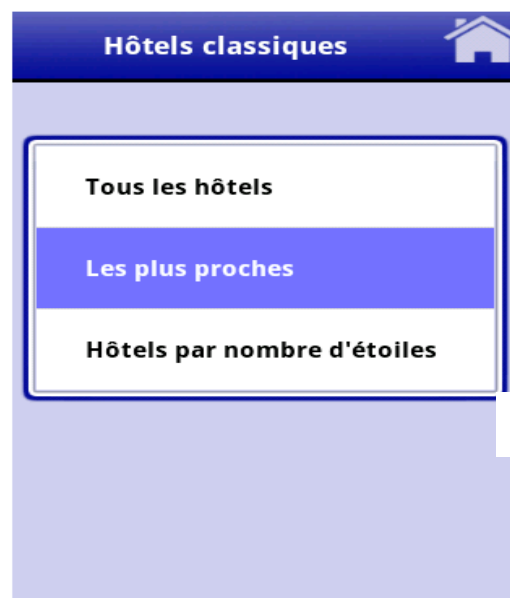 Hôtels classiques
Tous les hôtels
Les plus proches
Hôtels par nombre d'étoiles